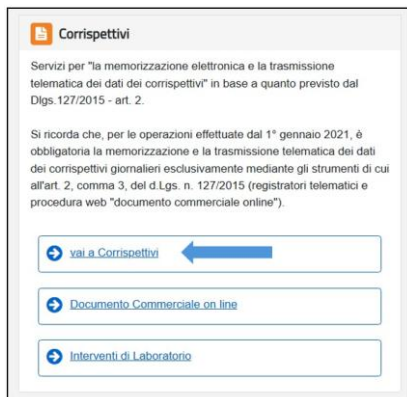 Corrispettivi
Servizi per "la memorizzazione elettronica e la trasmissione
telematica dei dati dei corrispettivi" in base a quanto previsto dal
Dlgs.127/2015 - art. 2.
Si ricorda che, per le operazioni effettuate dal 1° gennaio 2021, è
obbligatoria la memorizzazione e la trasmissione telematica dei dati
dei corrispettivi giornalieri esclusivamente mediante gli strumenti di cui
all'art. 2, comma 3, del d.Lgs. n. 127/2015 (registratori telematici e
procedura web "documento commerciale online").
vai a Corrispettivi
Documento Commerciale on line
Interventi di Laboratorio